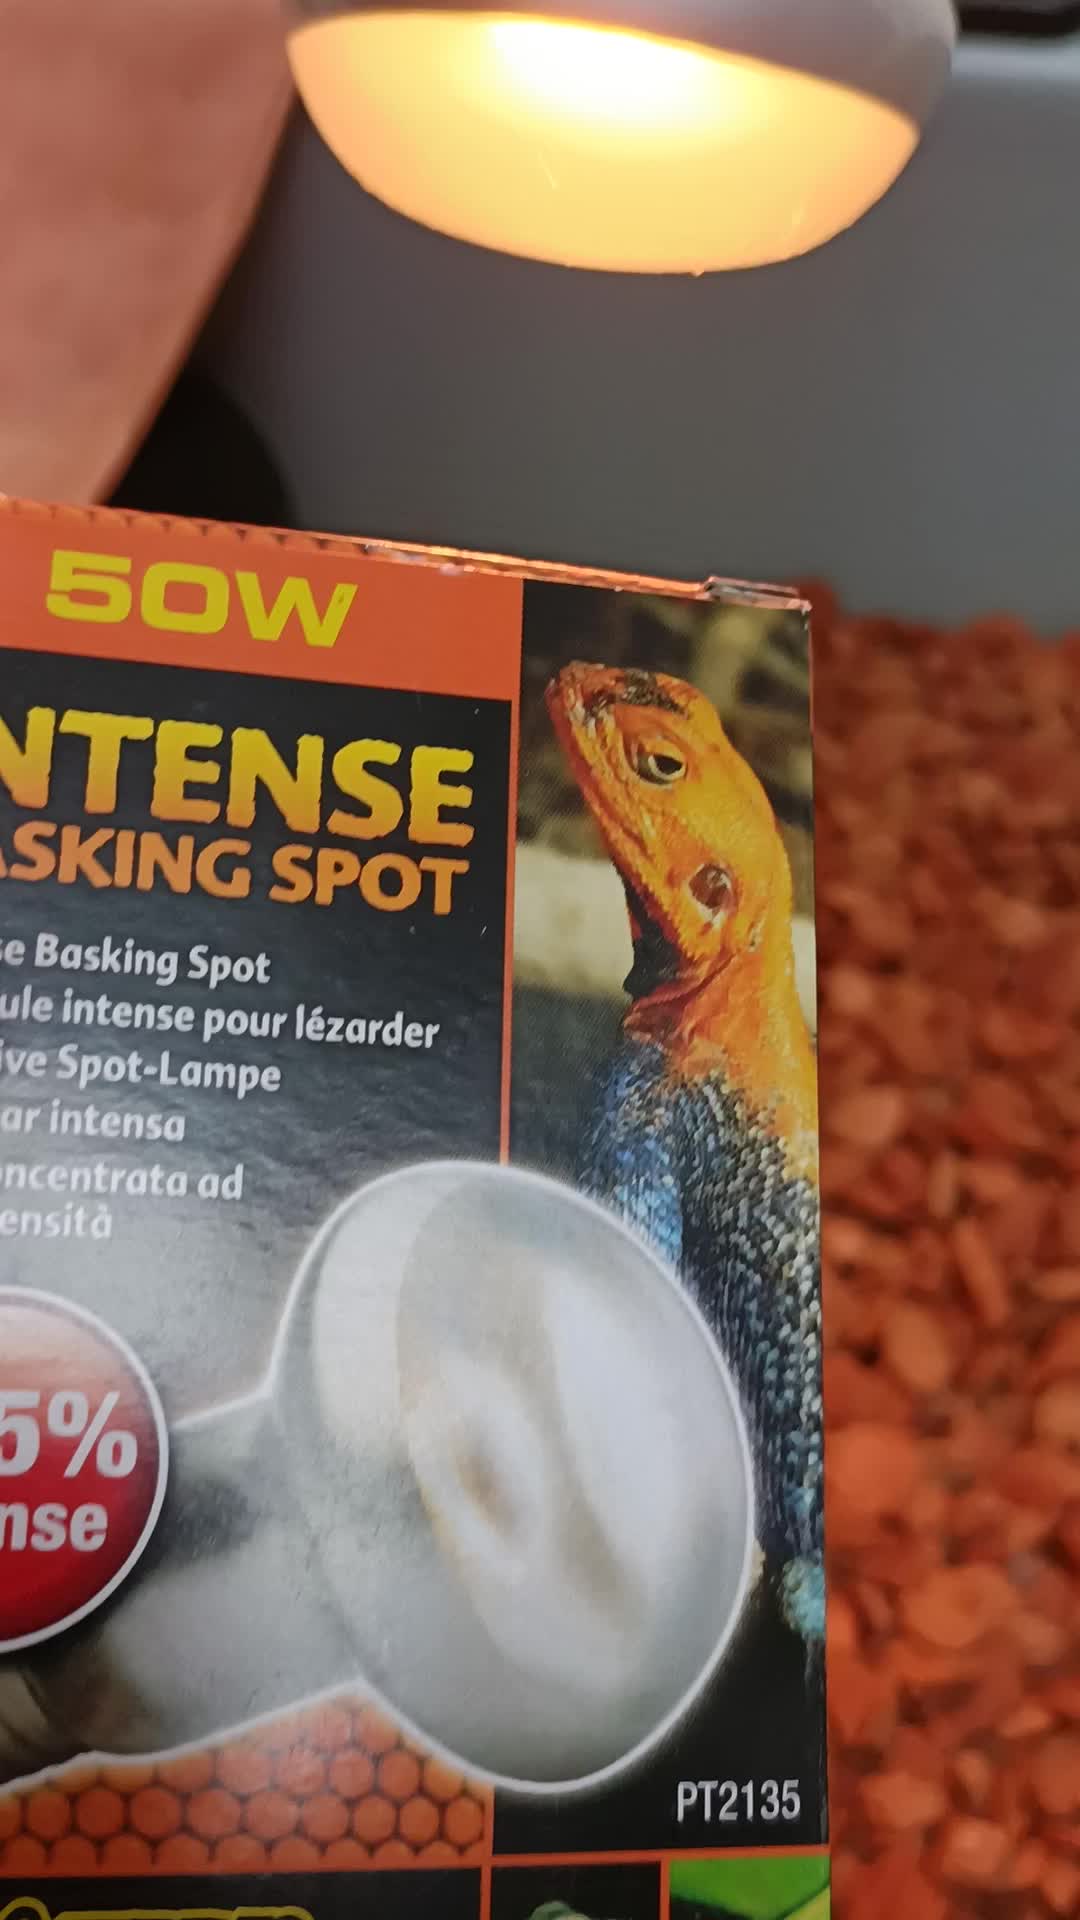 50W
NTENSE
ASKING SPOT
se Basking Spot
ule intense pour lézarder
ive Spot-Lampe
ar intensa
oncentrata ad
ensità
5%
nse
PT2135